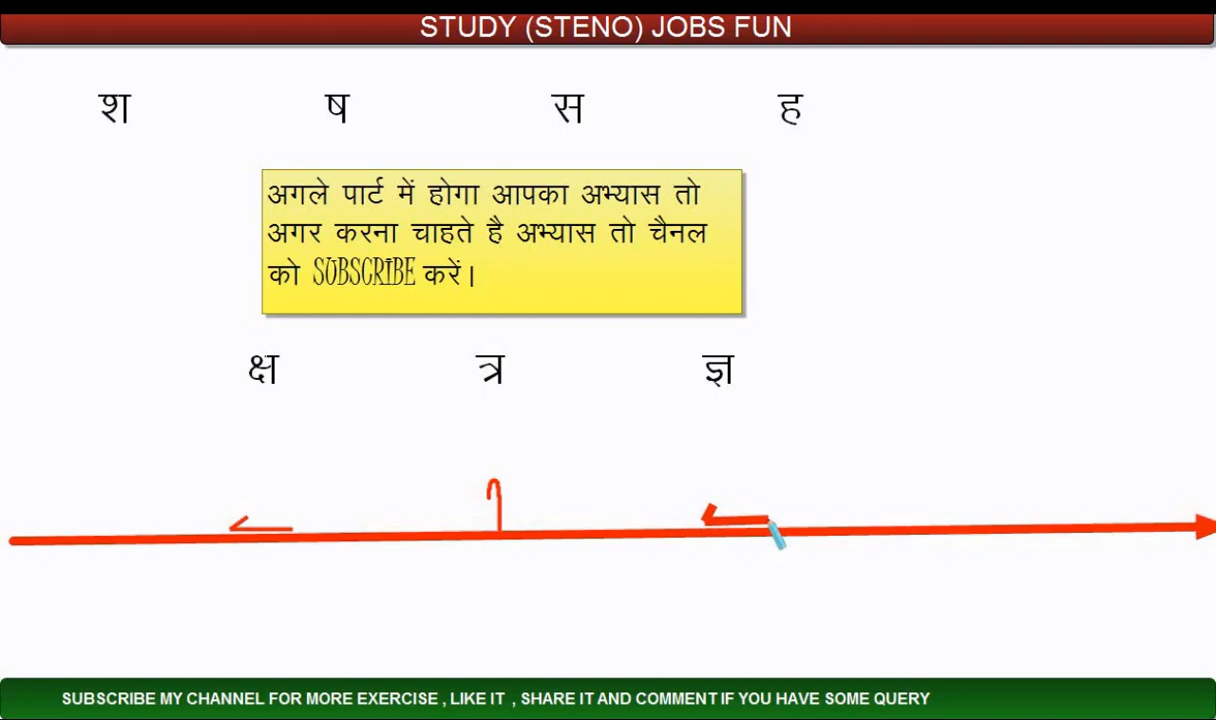 STUDY (STENO) JOBS FUN
श ष स ह
अगले पार्ट में होगा आपका अभ्यास तो
अगर करना चाहते है अभ्यास तो चैनल
को SUBSCRIBE करें।
क्ष त्र ज्ञ
SUBSCRIBE MY CHANNEL FOR MORE EXERCISE , LIKE IT , SHARE IT AND COMMENT IF YOU HAVE SOME QUERY